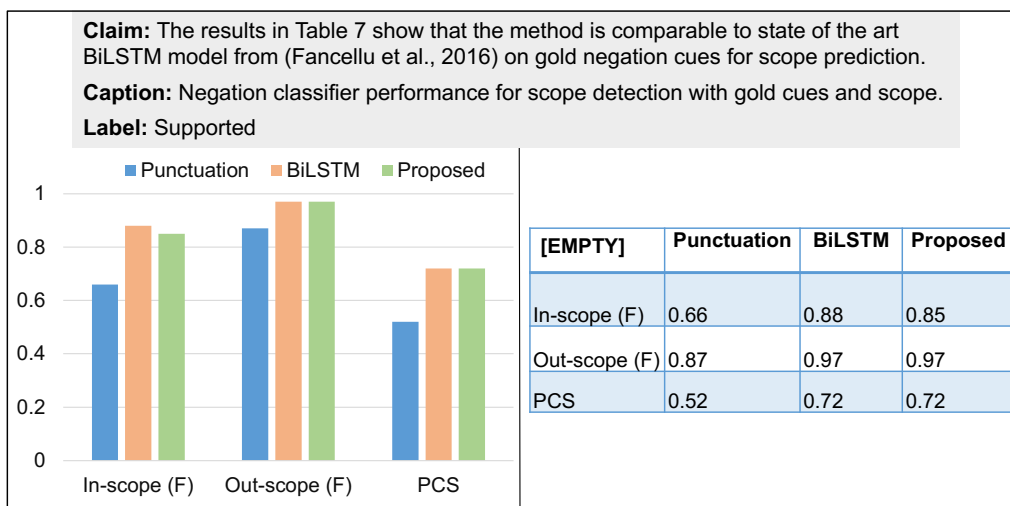 Claim: The results in Table 7 show that the method is comparable to state of the art
BiLSTM model from (Fancellu et al., 2016) on gold negation cues for scope prediction.
Caption: Negation classifier performance for scope detection with gold cues and scope.
Label: Supported
Punctuation BiLSTM Proposed
1
0.8
0.6
0.4
0.2
0
In-scope (F) Out-scope (F) PCS
[EMPTY] Punctuation BiLSTM Proposed
In-scope (F) 0.66 0.88 0.85
Out-scope (F) 0.87 0.97 0.97
PCS 0.52 0.72 0.72